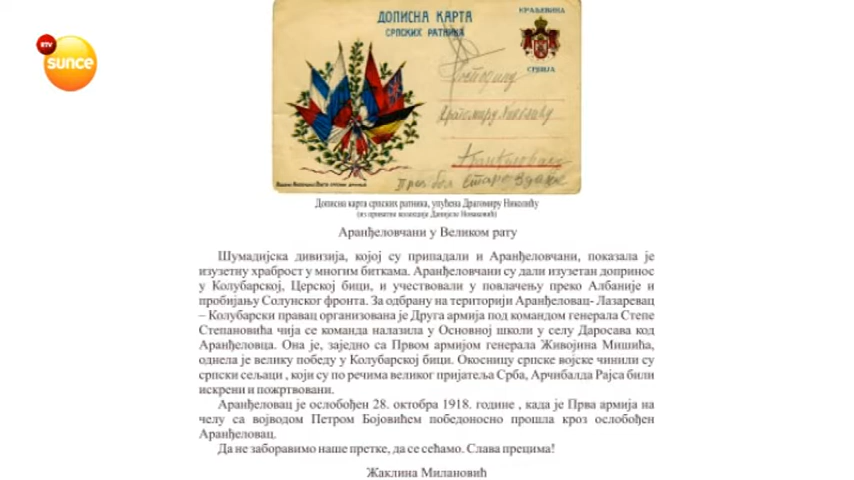 RTV
sunce
ДОПИСНА КАРТА
СРПСКИХ РАТНИКА
КРАЉЕВИНА
СРБИЈА
Господину
Драгомиру Николићу
Аранђеловац
Дописна карта српских ратника, упућена Драгомиру Николићу
(из приватне колекције Данијеле Новаковић)
Аранђеловчани у Великом рату
Шумадијска дивизија, којој су припадали и Аранђеловчани, показала је
изузетну храброст у многим биткама. Аранђеловчани су дали изузетан допринос
у Колубарској, Церској бици, и учествовали у повлачењу преко Албаније и
пробијању Солунског фронта. За одбрану на територији Аранђеловац- Лазаревац
– Колубарски правац организована је Друга армија под командом генерала Степе
Степановића чија се команда налазила у Основној школи у селу Даросава код
Аранђеловца. Она је, заједно са Првом армијом генерала Живојина Мишића,
однела је велику победу у Колубарској бици. Окосницу српске војске чинили су
српски сељаци , који су по речима великог пријатеља Срба, Арчибалда Рајса били
искрени и пожртвовани.
Аранђеловац је ослобођен 28. октобра 1918. године , када је Прва армија на
челу са војводом Петром Бојовићем победоносно прошла кроз ослобођен
Аранђеловац.
Да не заборавимо наше претке, да се сећамо. Слава прецима!
Жаклина Милановић